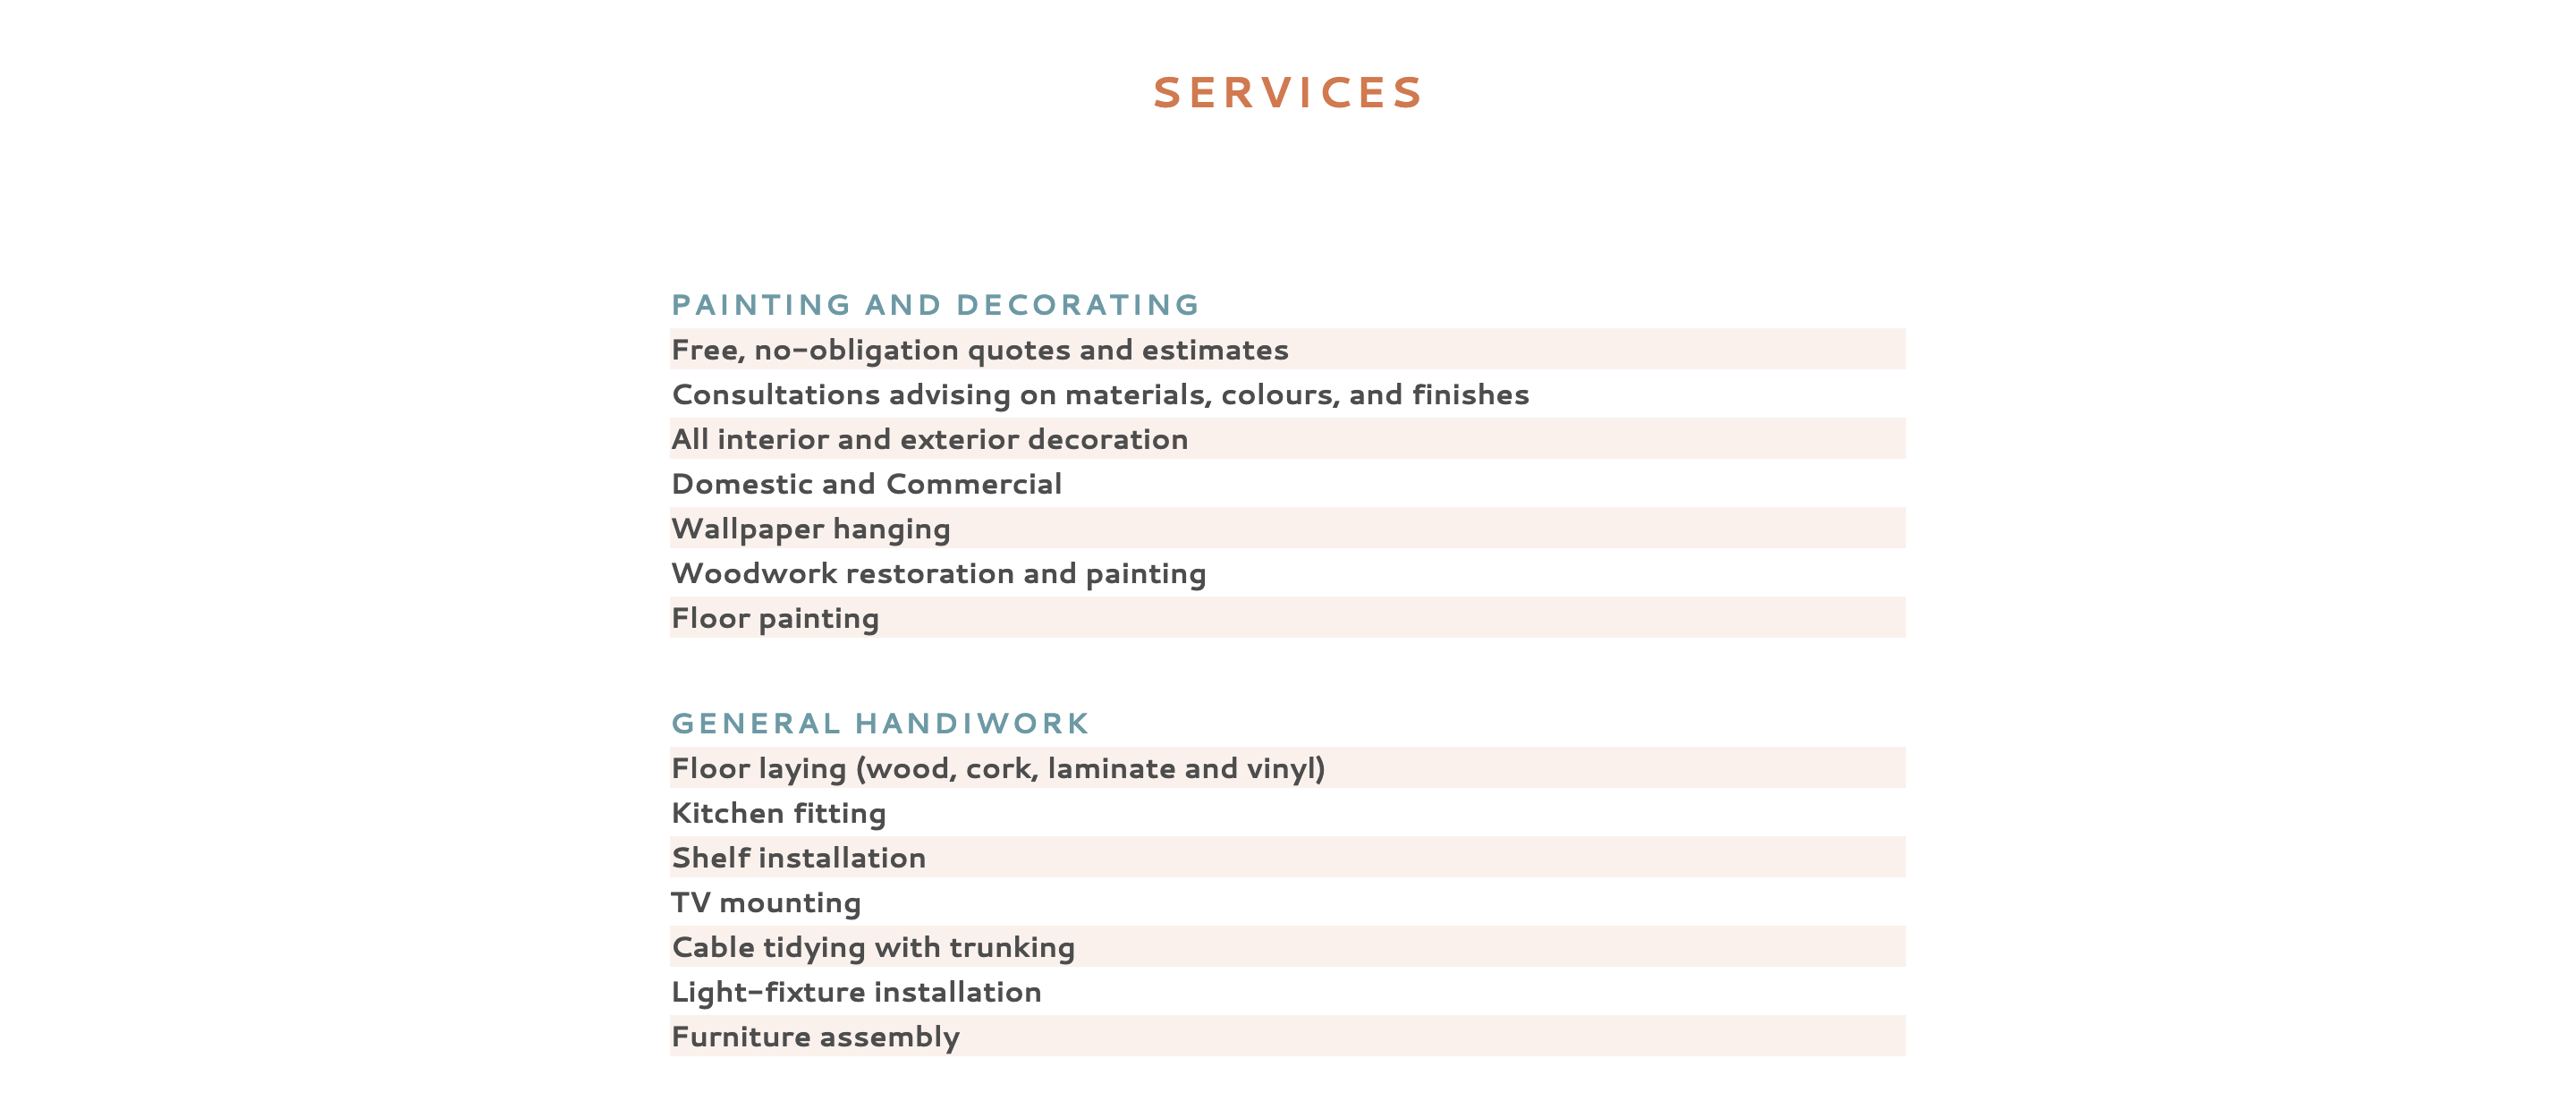 SERVICES
PAINTING AND DECORATING
Free, no-obligation quotes and estimates
Consultations advising on materials, colours, and finishes
All interior and exterior decoration
Domestic and Commercial
Wallpaper hanging
Woodwork restoration and painting
Floor painting
GENERAL HANDIWORK
Floor laying (wood, cork, laminate and vinyl)
Kitchen fitting
Shelf installation
TV mounting
Cable tidying with trunking
Light-fixture installation
Furniture assembly